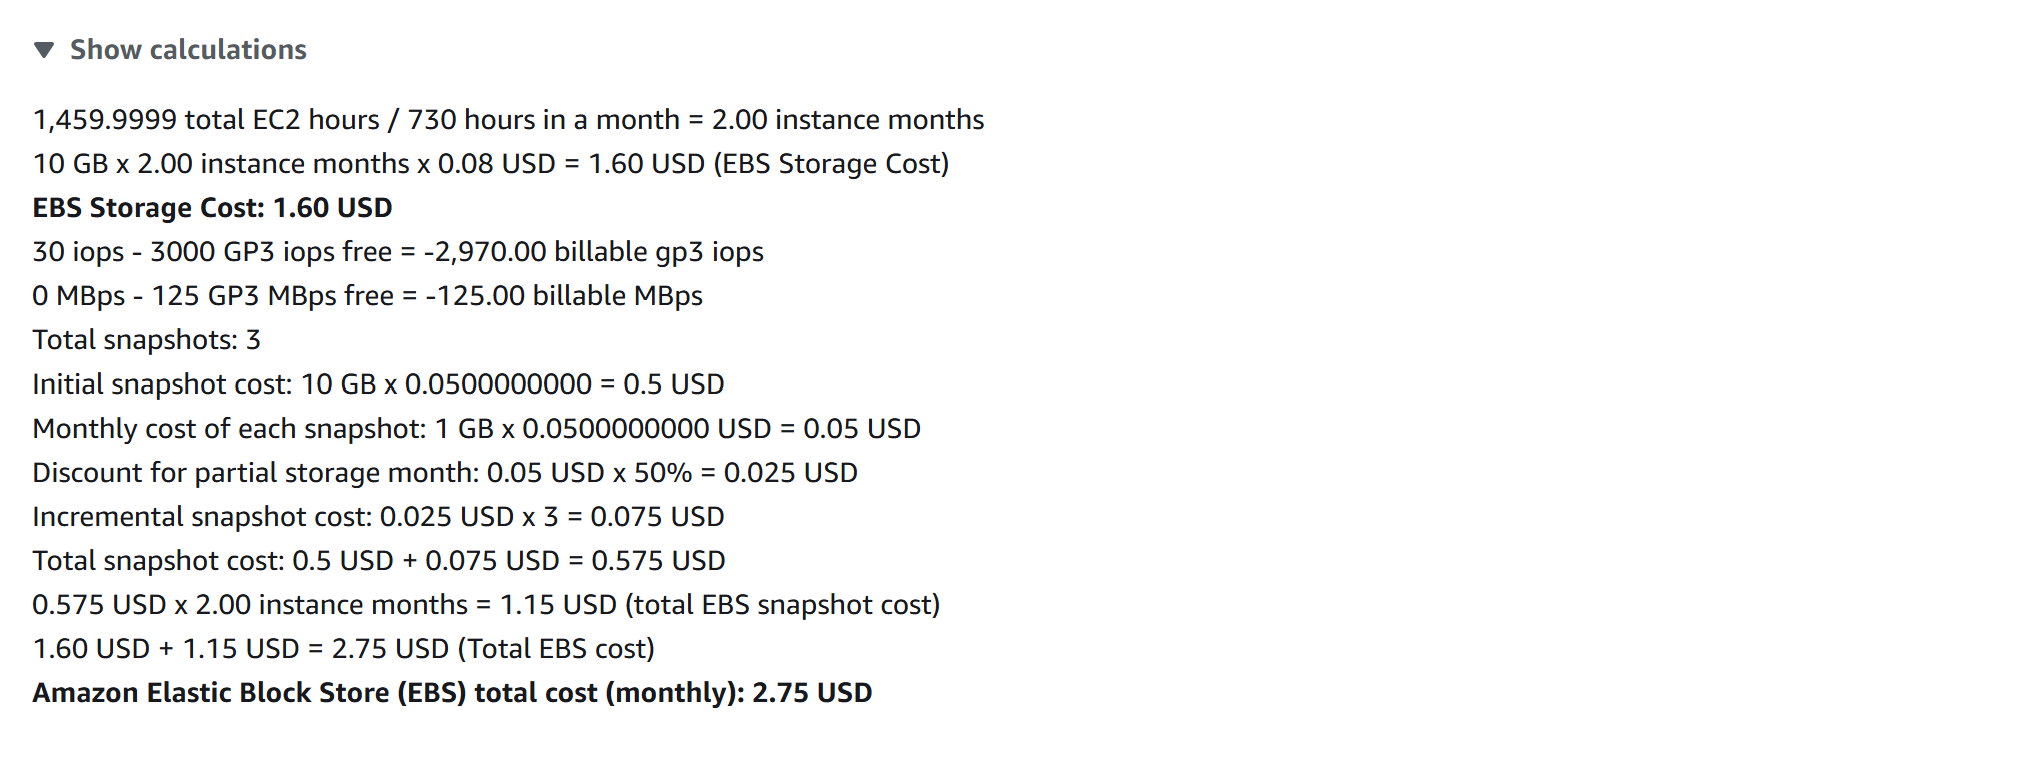 Show calculations
1,459.9999 total EC2 hours / 730 hours in a month = 2.00 instance months
10 GB x 2.00 instance months x 0.08 USD = 1.60 USD (EBS Storage Cost)
EBS Storage Cost: 1.60 USD
30 iops - 3000 GP3 iops free = -2,970.00 billable gp3 iops
0 MBps - 125 GP3 MBps free = -125.00 billable MBps
Total snapshots: 3
Initial snapshot cost: 10 GB x 0.0500000000 = 0.5 USD
Monthly cost of each snapshot: 1 GB x 0.0500000000 USD = 0.05 USD
Discount for partial storage month: 0.05 USD x 50% = 0.025 USD
Incremental snapshot cost: 0.025 USD x 3 = 0.075 USD
Total snapshot cost: 0.5 USD + 0.075 USD = 0.575 USD
0.575 USD x 2.00 instance months = 1.15 USD (total EBS snapshot cost)
1.60 USD + 1.15 USD = 2.75 USD (Total EBS cost)
Amazon Elastic Block Store (EBS) total cost (monthly): 2.75 USD